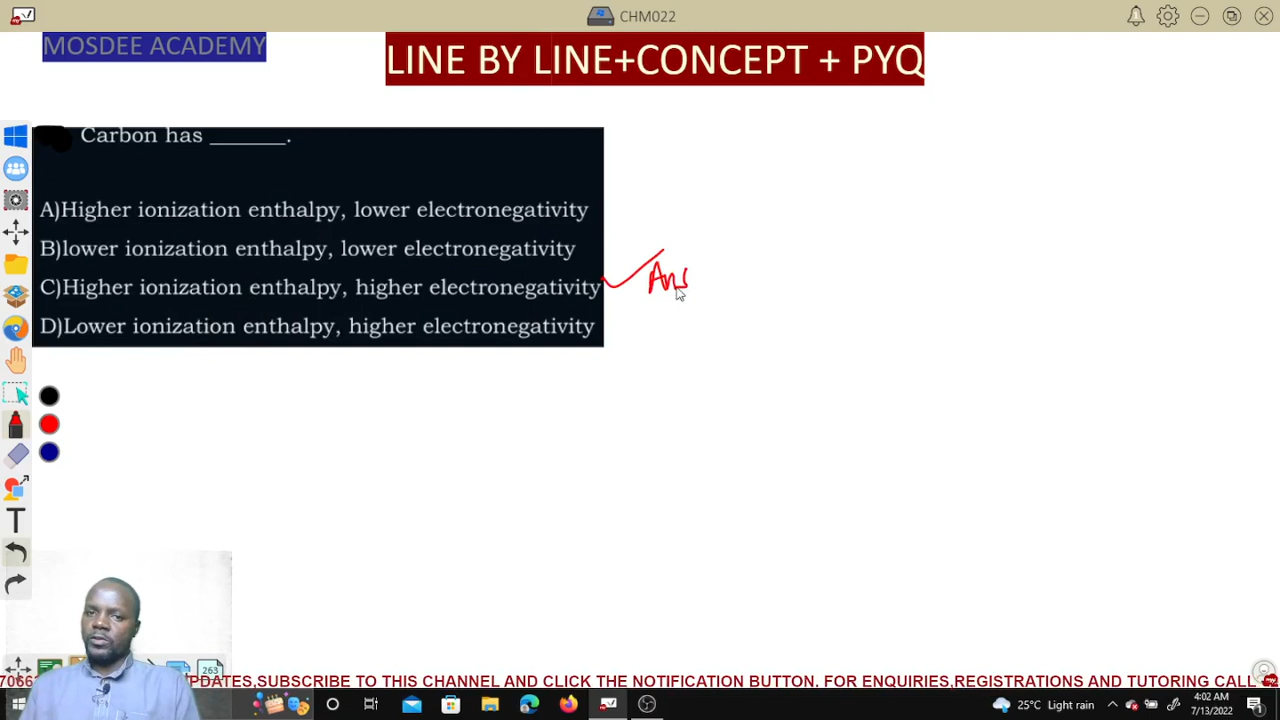 CHM022
MOSDEE ACADEMY
LINE BY LINE+CONCEPT + PYQ
Carbon has _______.
A)Higher ionization enthalpy, lower electronegativity
B)lower ionization enthalpy, lower electronegativity
C)Higher ionization enthalpy, higher electronegativity
Ans
D)Lower ionization enthalpy, higher electronegativity
T
263
PDATES,SUBSCRIBE TO THIS CHANNEL AND CLICK THE NOTIFICATION BUTTON. FOR ENQUIRIES,REGISTRATIONS AND TUTORING CALL
25°C Light rain
4:02 AM
7/13/2022